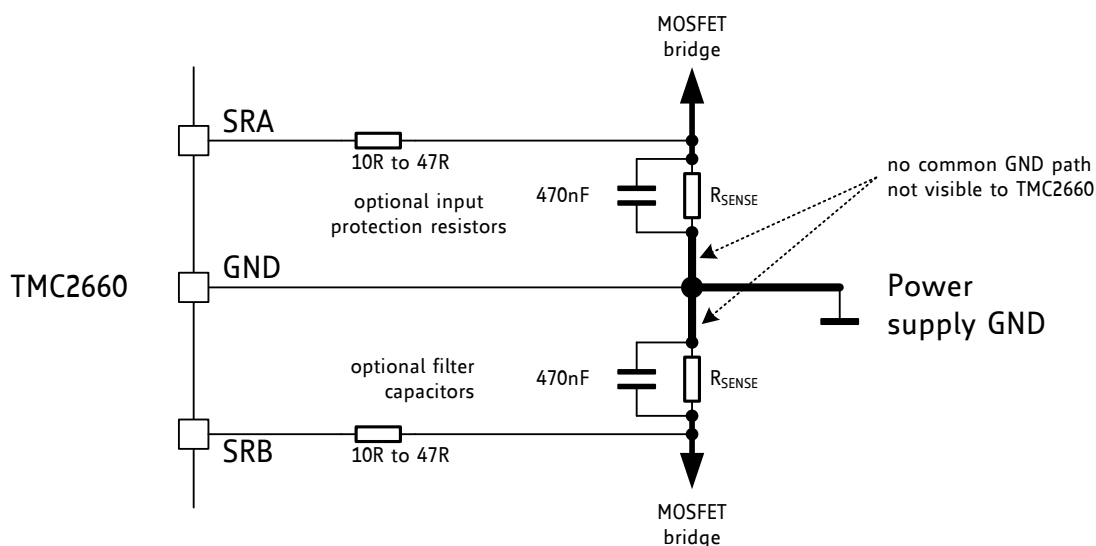 MOSFET
bridge
SRA
10R to 47R
optional input
protection resistors
470nF
RSENSE
no common GND path
not visible to TMC2660
TMC2660
GND
Power
supply GND
optional filter
capacitors
470nF
RSENSE
SRB
10R to 47R
MOSFET
bridge